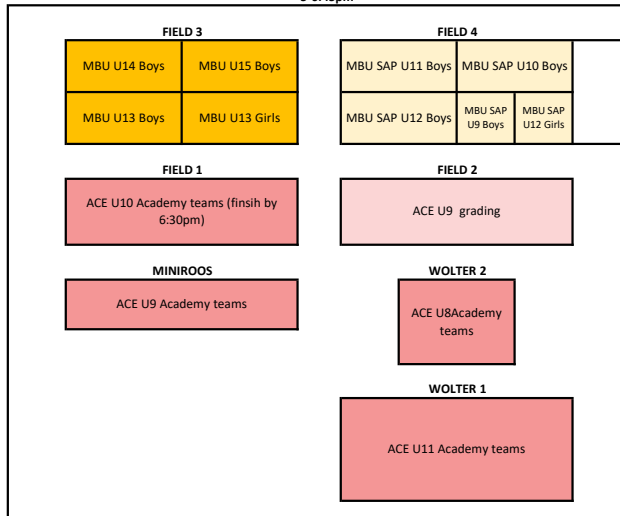 FIELD 3
FIELD 4
MBU U14 Boys
MBU U15 Boys
MBU SAP U11 Boys
MBU SAP U10 Boys
MBU U13 Boys
MBU U13 Girls
MBU SAP U12 Boys
MBU SAP
U9 Boys
MBU SAP
U12 Girls
FIELD 1
FIELD 2
ACE U10 Academy teams (finsih by
6:30pm)
ACE U9  grading
MINIROOS
WOLTER 2
ACE U9 Academy teams
ACE U8Academy
teams
WOLTER 1
ACE U11 Academy teams